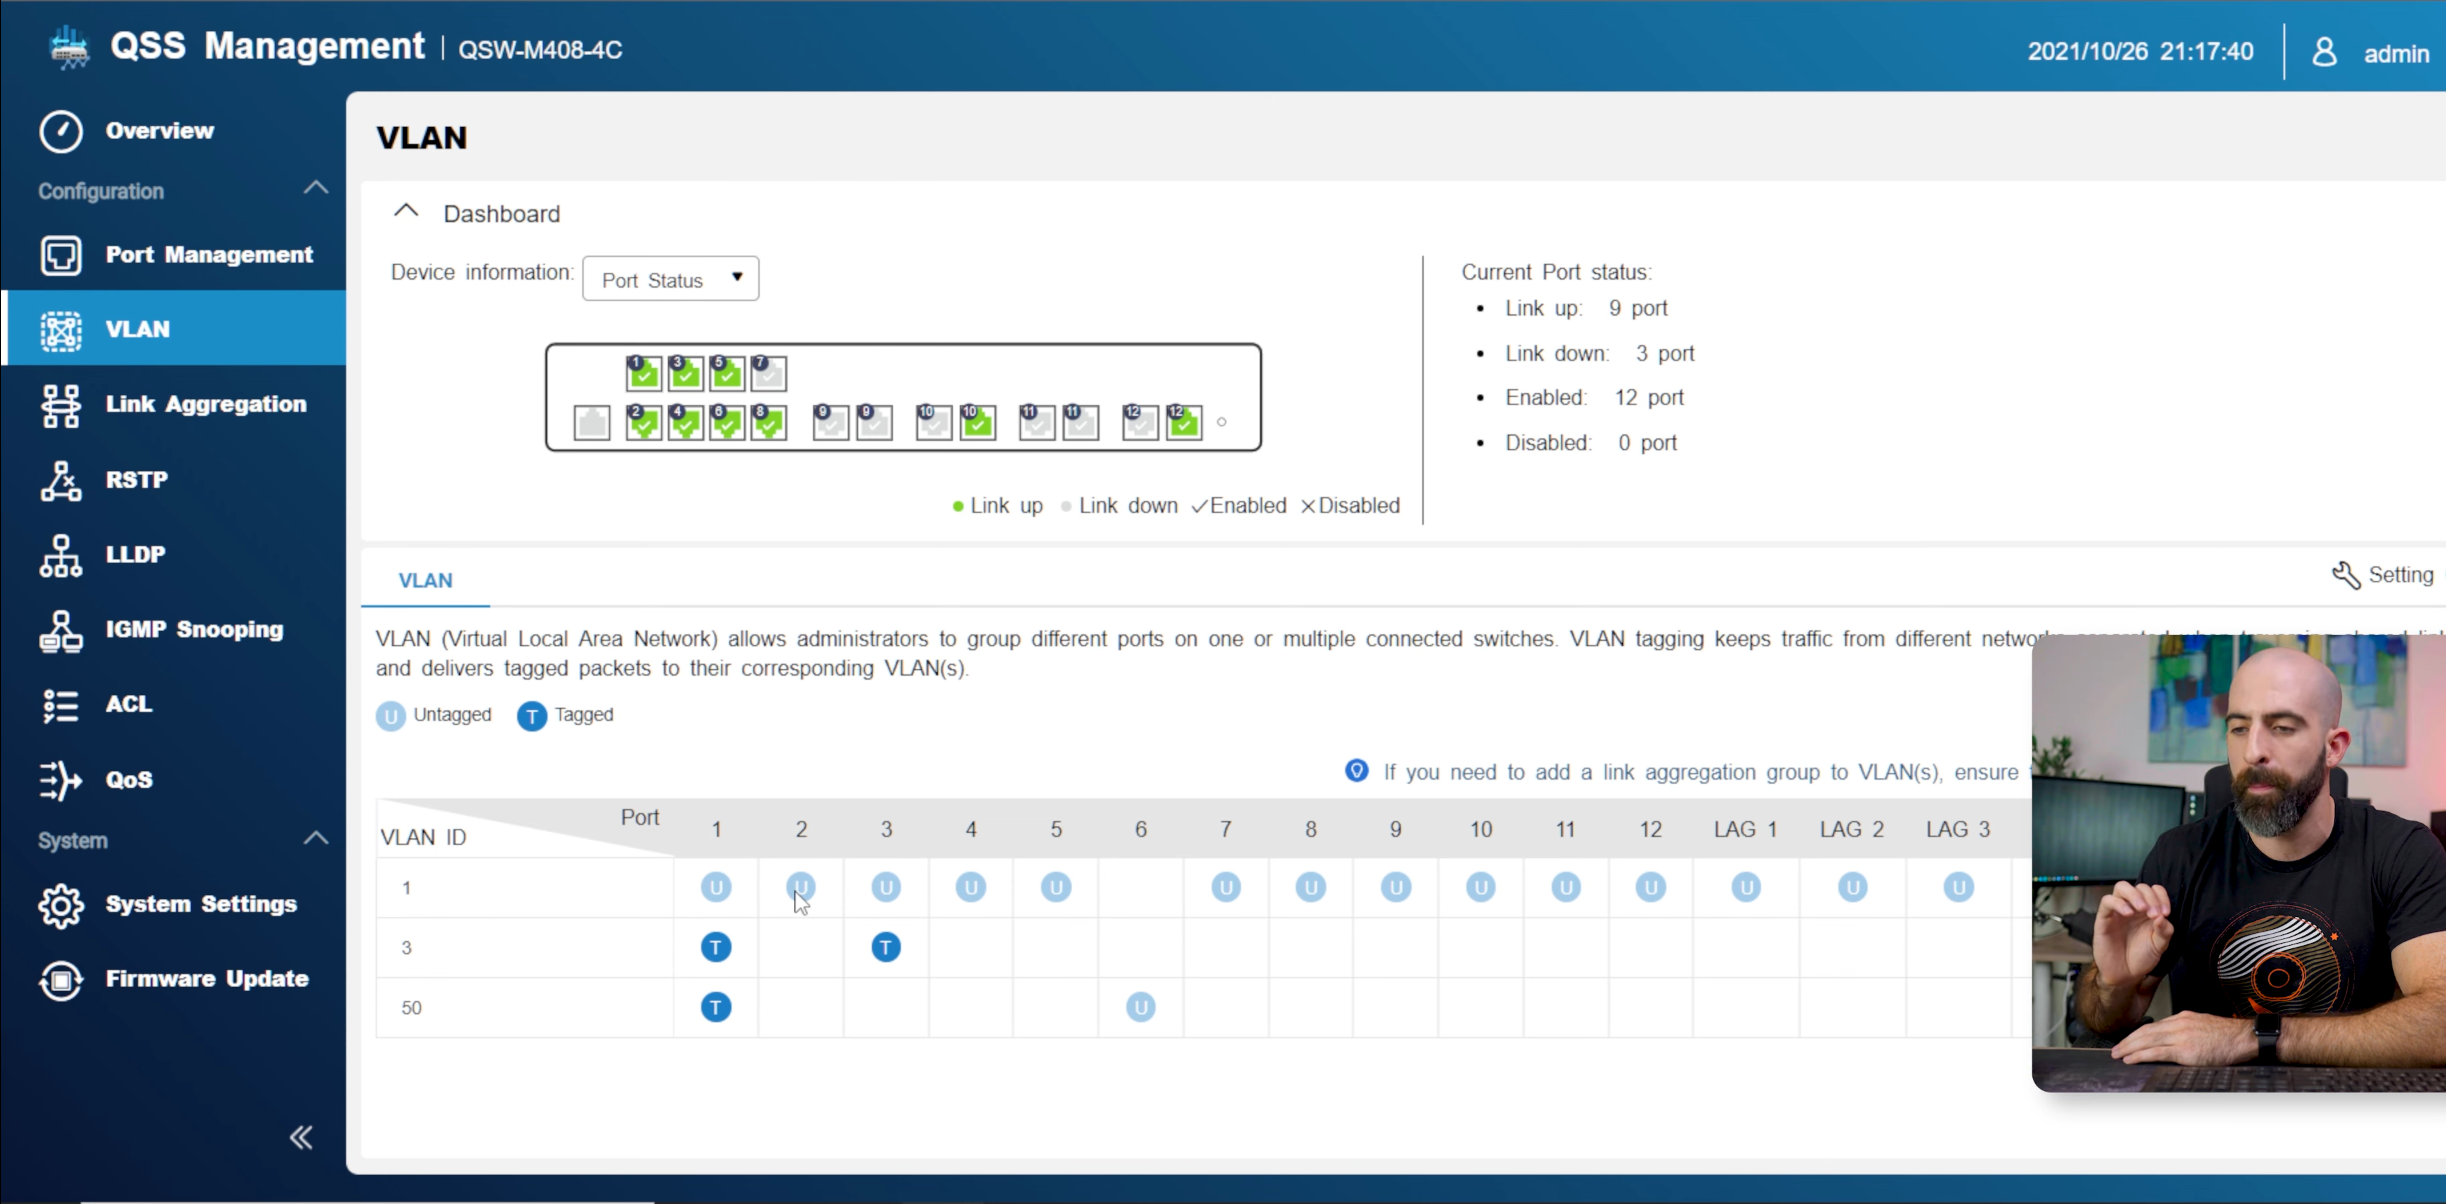 QSS Management | QSW-M408-4C
2021/10/26 21:17:40
admin
Overview
Configuration
Port Management
VLAN
Link Aggregation
RSTP
LLDP
IGMP Snooping
ACL
QoS
System
System Settings
Firmware Update
VLAN
Dashboard
Device information: Port Status
1 3 5 7
2 4 6 8 9 9 10 10 11 11 12 12
Link up Link down Enabled Disabled
Current Port status:
Link up: 9 port
Link down: 3 port
Enabled: 12 port
Disabled: 0 port
VLAN
Setting
VLAN (Virtual Local Area Network) allows administrators to group different ports on one or multiple connected switches. VLAN tagging keeps traffic from different
and delivers tagged packets to their corresponding VLAN(s).
U Untagged T Tagged
If you need to add a link aggregation group to VLAN(s), ensure
VLAN ID Port 1 2 3 4 5 6 7 8 9 10 11 12 LAG 1 LAG 2 LAG 3
1 U U U U U U U U U U U U U U
3 T T
50 T U